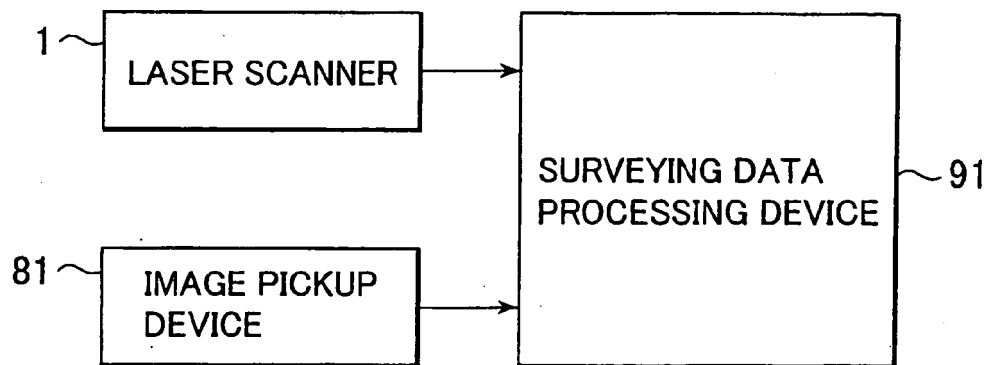 1
LASER SCANNER
SURVEYING DATA
PROCESSING DEVICE
91
81
IMAGE PICKUP
DEVICE